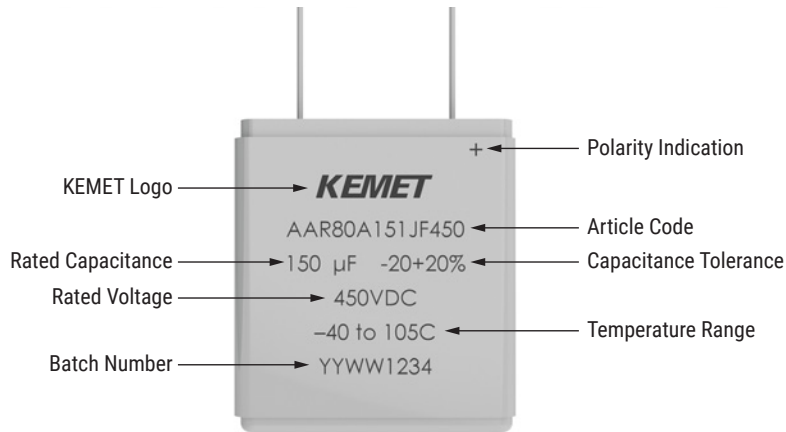 +
Polarity Indication
KEMET Logo
KEMET
AAR80A151JF450
Article Code
Rated Capacitance
150 µF -20+20%
Capacitance Tolerance
Rated Voltage
450VDC
–40 to 105C
Temperature Range
Batch Number
YYWW1234